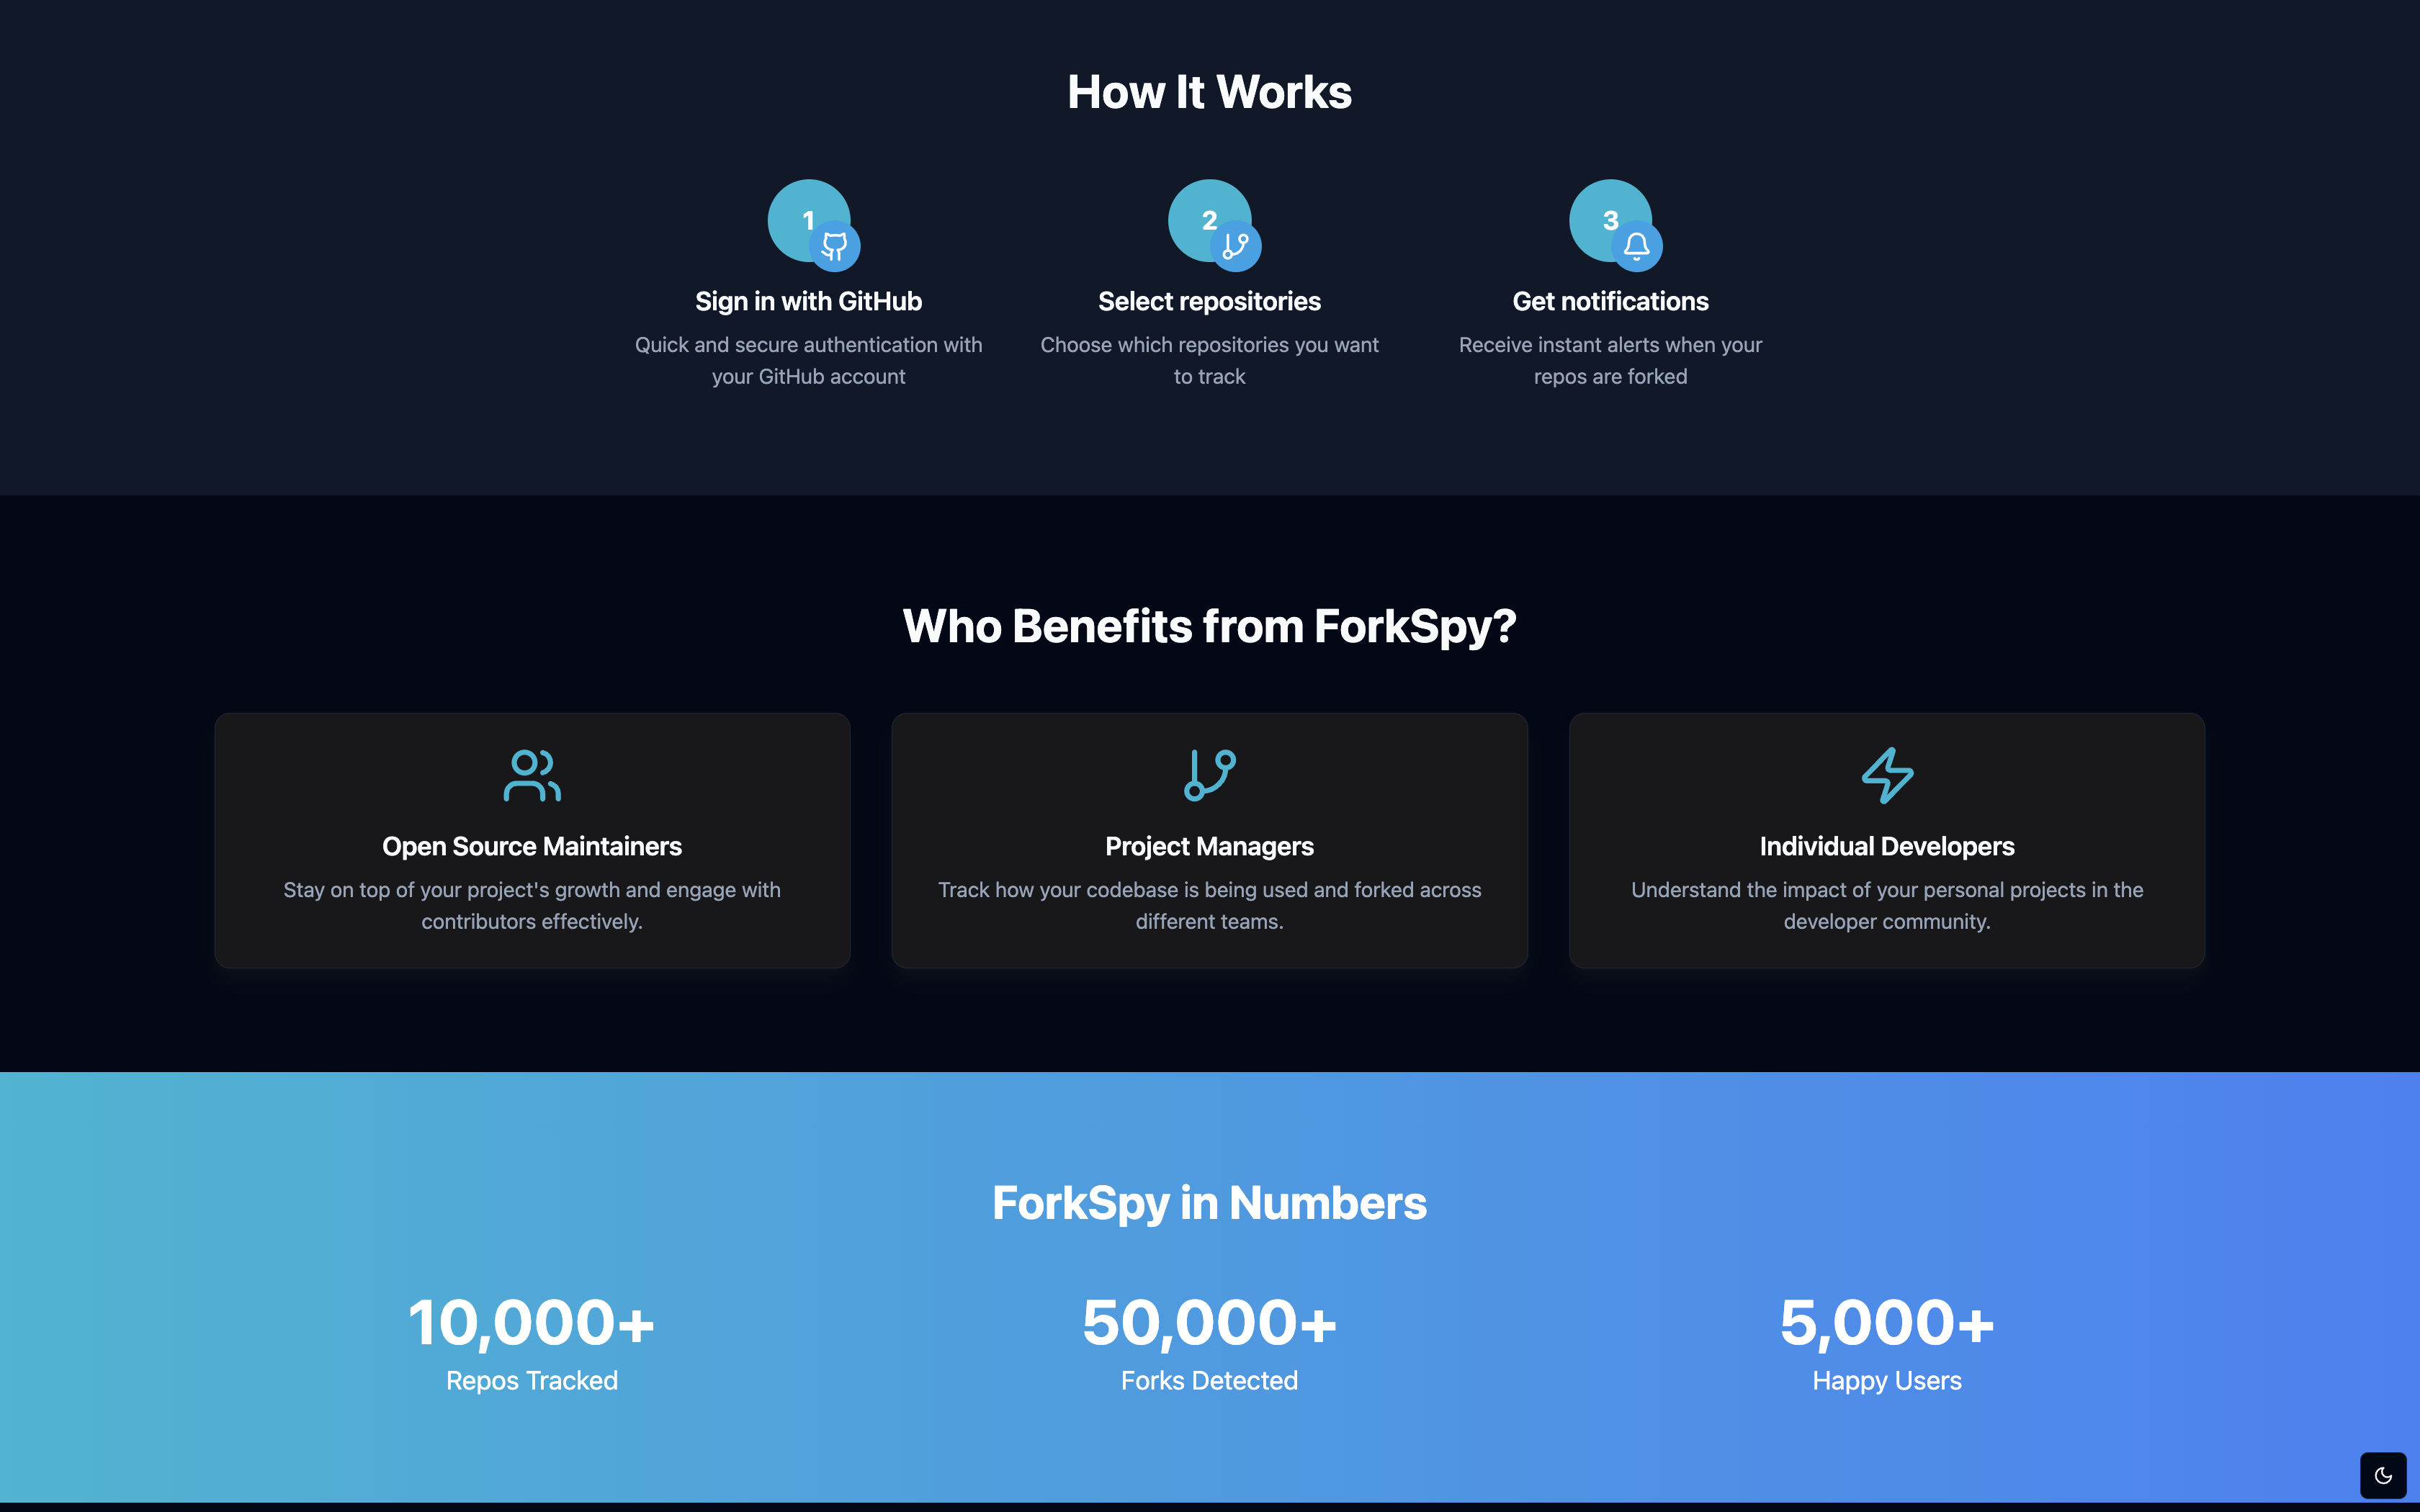 How It Works
1
2
3
Sign in with GitHub
Quick and secure authentication with
your GitHub account
Select repositories
Choose which repositories you want
to track
Get notifications
Receive instant alerts when your
repos are forked
Who Benefits from ForkSpy?
Open Source Maintainers
Stay on top of your project's growth and engage with
contributors effectively.
Project Managers
Track how your codebase is being used and forked across
different teams.
Individual Developers
Understand the impact of your personal projects in the
developer community.
ForkSpy in Numbers
10,000+
Repos Tracked
50,000+
Forks Detected
5,000+
Happy Users